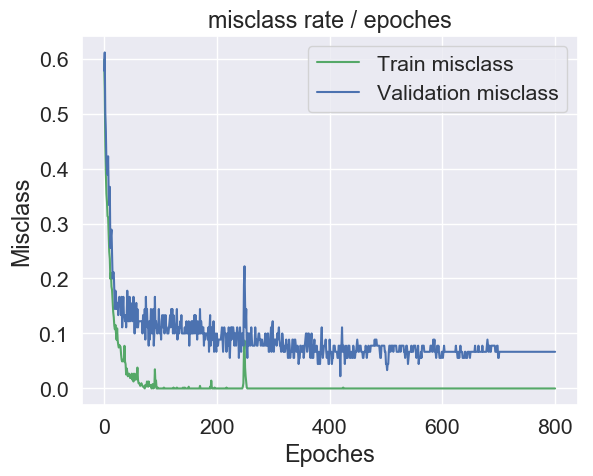 misclass rate / epoches
Train misclass
Validation misclass
0.6
0.5
0.4
0.3
0.2
0.1
0.0
Misclass
0
200
400
600
800
Epoches